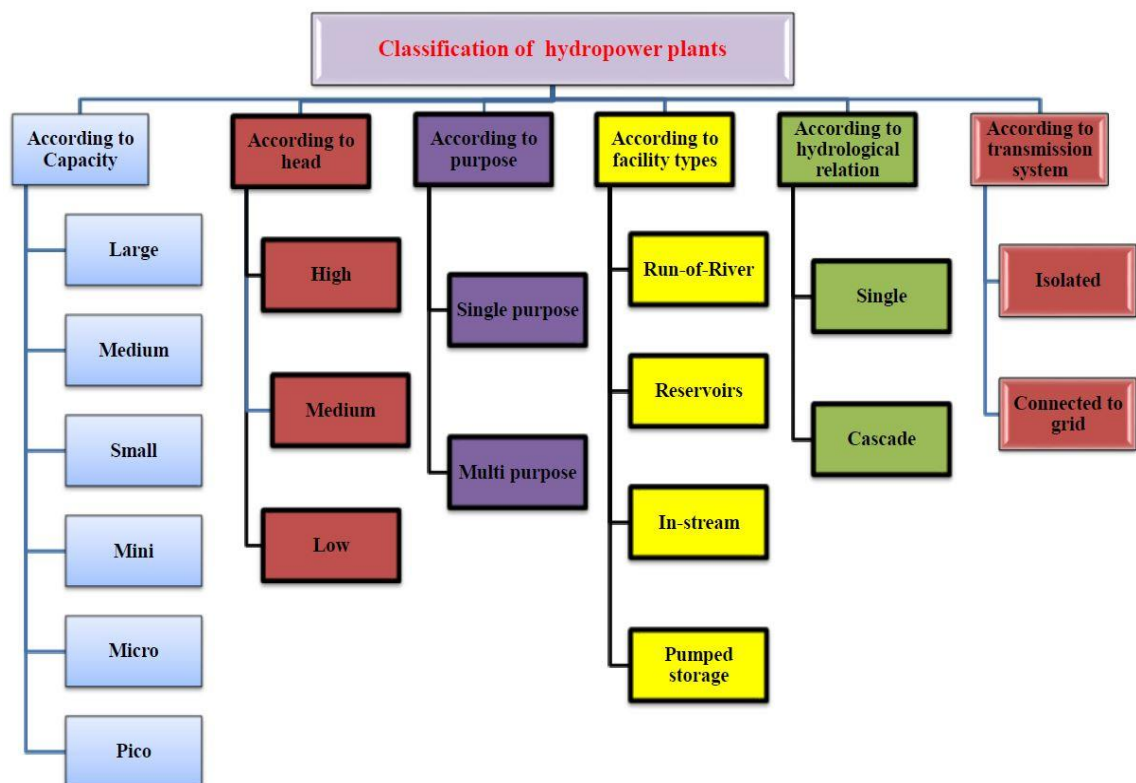 Classification of hydropower plants
According to
Capacity
Large
Medium
Small
Mini
Micro
Pico
According to
head
High
Medium
Low
According to
purpose
Single purpose
Multi purpose
According to
facility types
Run-of-River
Reservoirs
In-stream
Pumped
storage
According to
hydrological
relation
Single
Cascade
According to
transmission
system
Isolated
Connected to
grid